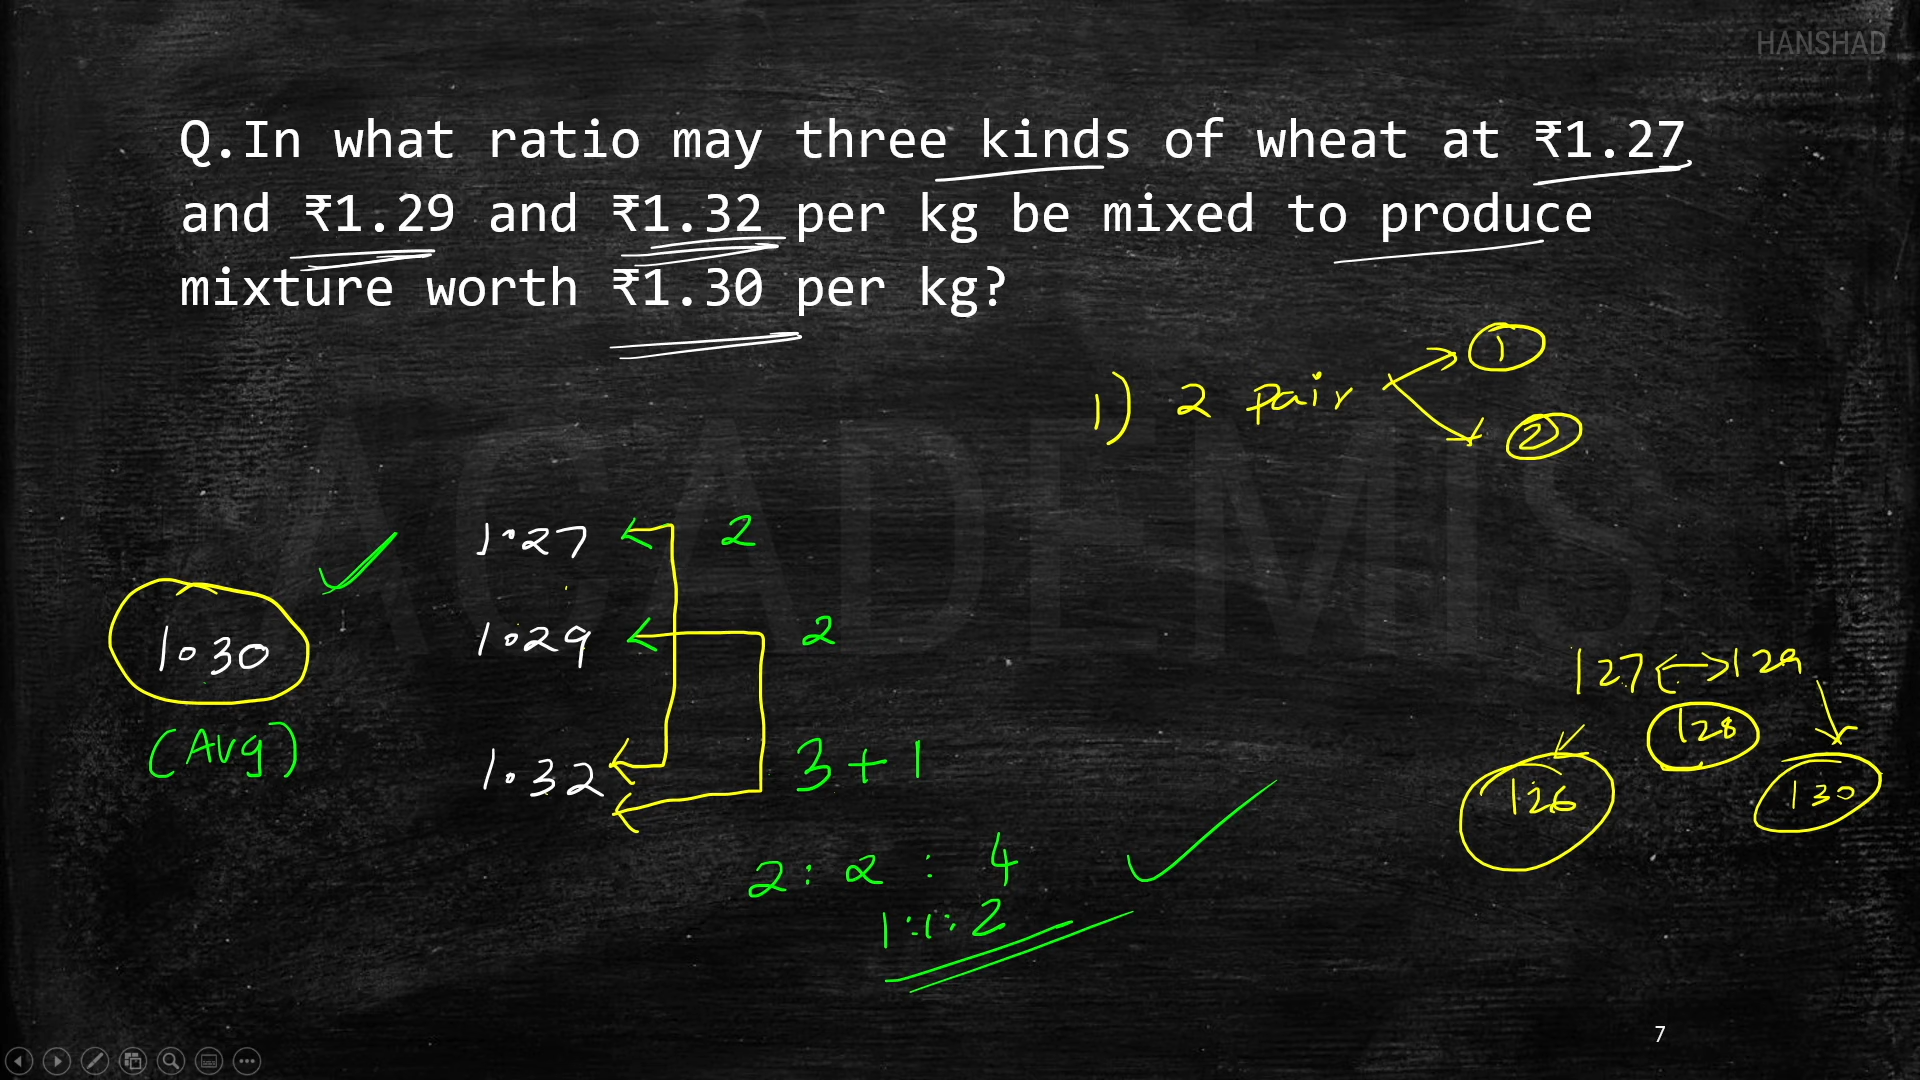 HANSHAD
Q.In what ratio may three kinds of wheat at ₹1.27
and ₹1.29 and ₹1.32 per kg be mixed to produce
mixture worth ₹1.30 per kg?
1) 2 pair
1
2
ACADEMIS
1.27 2
1.29 2
1.30
(Avg)
1.32 3+1
127 129
128
126
130
2 : 2 : 4
1:1:2
7